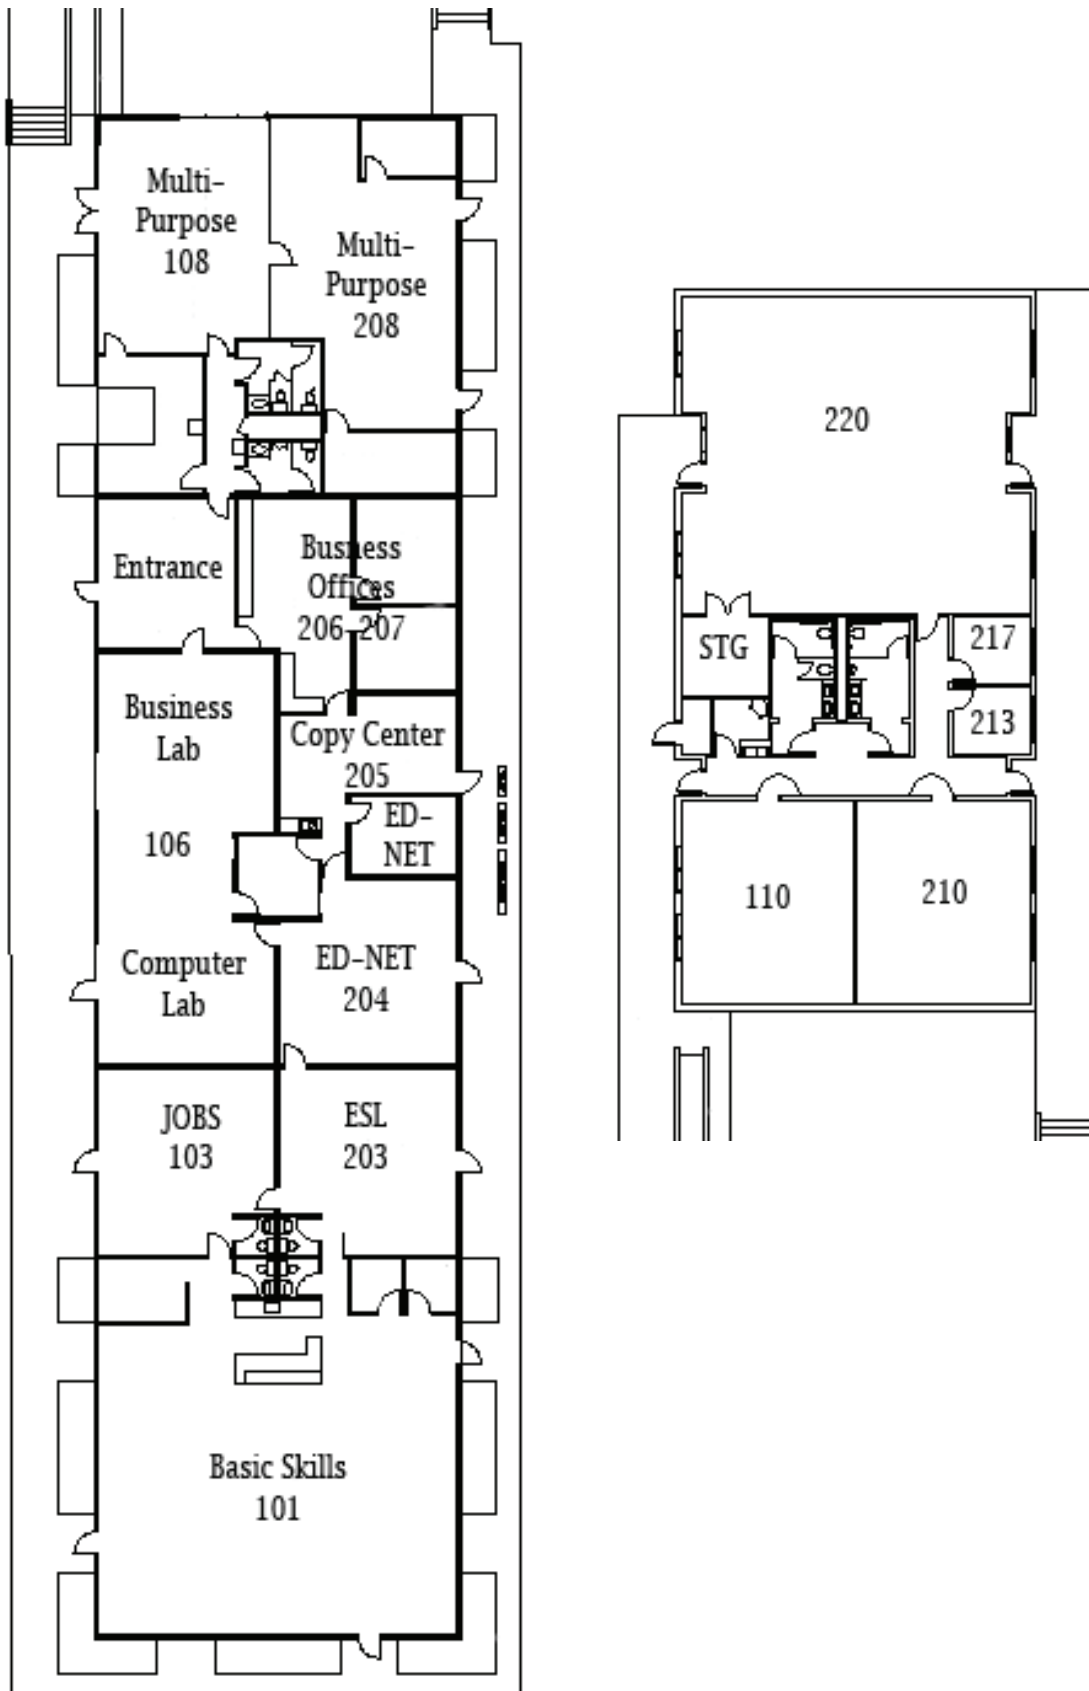 Multi-
Purpose
108
Multi-
Purpose
208
Entrance
Business
Offices
206-207
Business
Lab
Copy Center
205
106
ED-
NET
Computer
Lab
ED-NET
204
JOBS
103
ESL
203
Basic Skills
101
220
STG
217
213
110
210